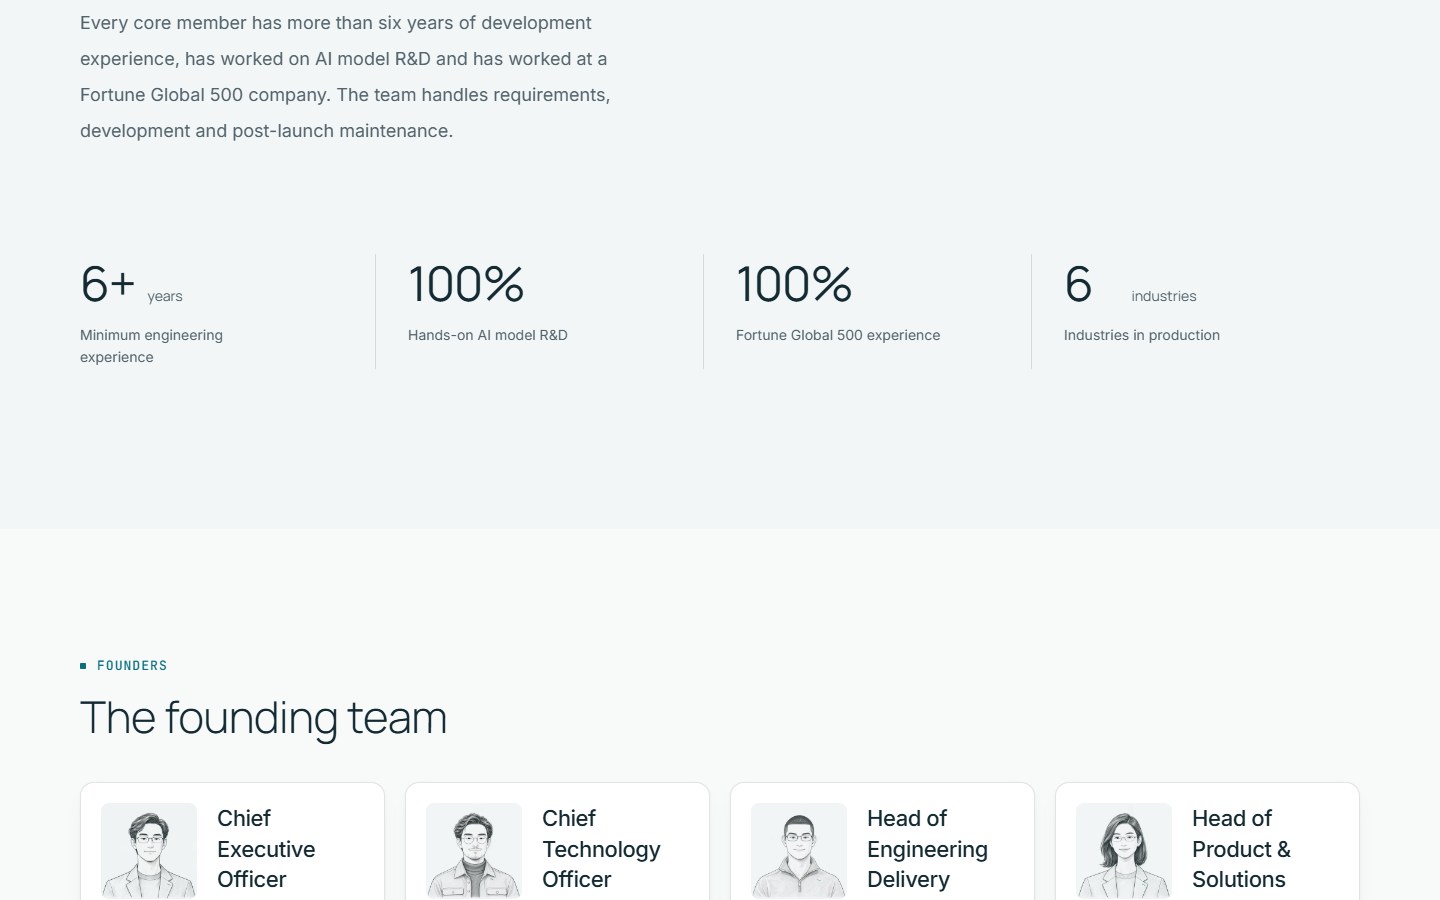 Every core member has more than six years of development
experience, has worked on AI model R&D and has worked at a
Fortune Global 500 company. The team handles requirements,
development and post-launch maintenance.
6+ years
Minimum engineering
experience
100%
Hands-on AI model R&D
100%
Fortune Global 500 experience
6 industries
Industries in production
FOUNDERS
The founding team
Chief
Executive
Officer
Chief
Technology
Officer
Head of
Engineering
Delivery
Head of
Product &
Solutions